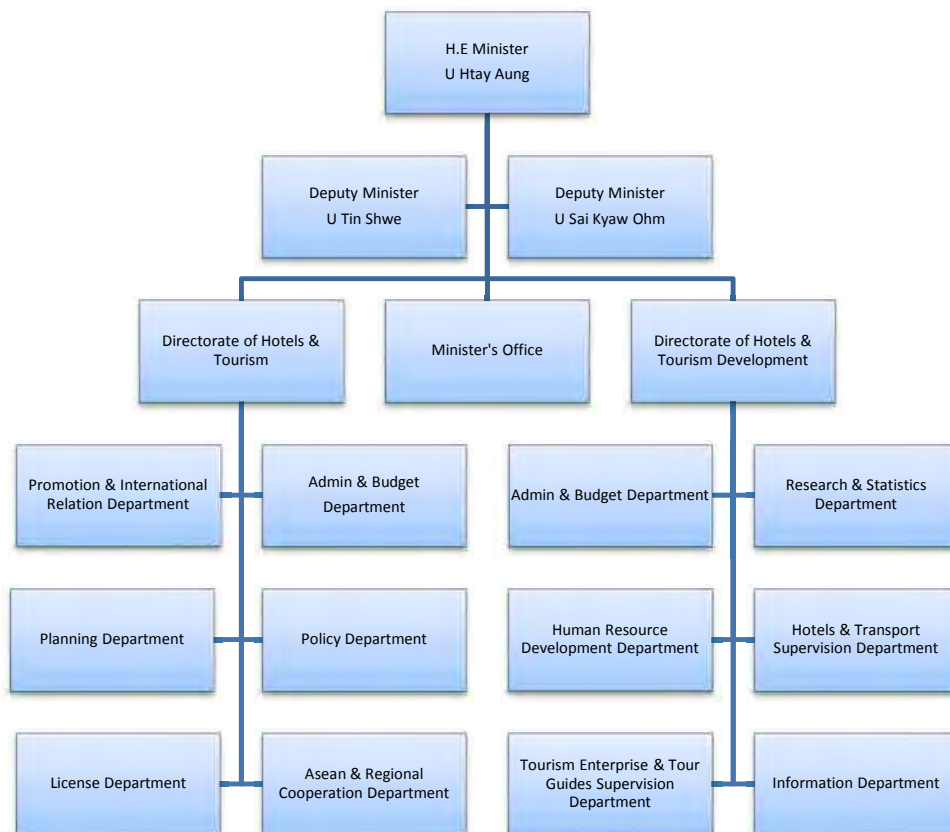 H.E Minister
U Htay Aung
Deputy Minister
U Tin Shwe
Deputy Minister
U Sai Kyaw Ohm
Directorate of Hotels &
Tourism
Minister's Office
Directorate of Hotels &
Tourism Development
Promotion & International
Relation Department
Admin & Budget
Department
Admin & Budget Department
Research & Statistics
Department
Planning Department
Policy Department
Human Resource
Development Department
Hotels & Transport
Supervision Department
License Department
Asean & Regional
Cooperation Department
Tourism Enterprise & Tour
Guides Supervision
Department
Information Department